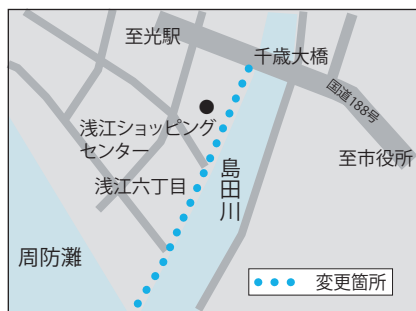 至光駅
千歳大橋
国道188号
浅江ショッピング
センター
至市役所
浅江六丁目
島田川
周防灘
変更箇所